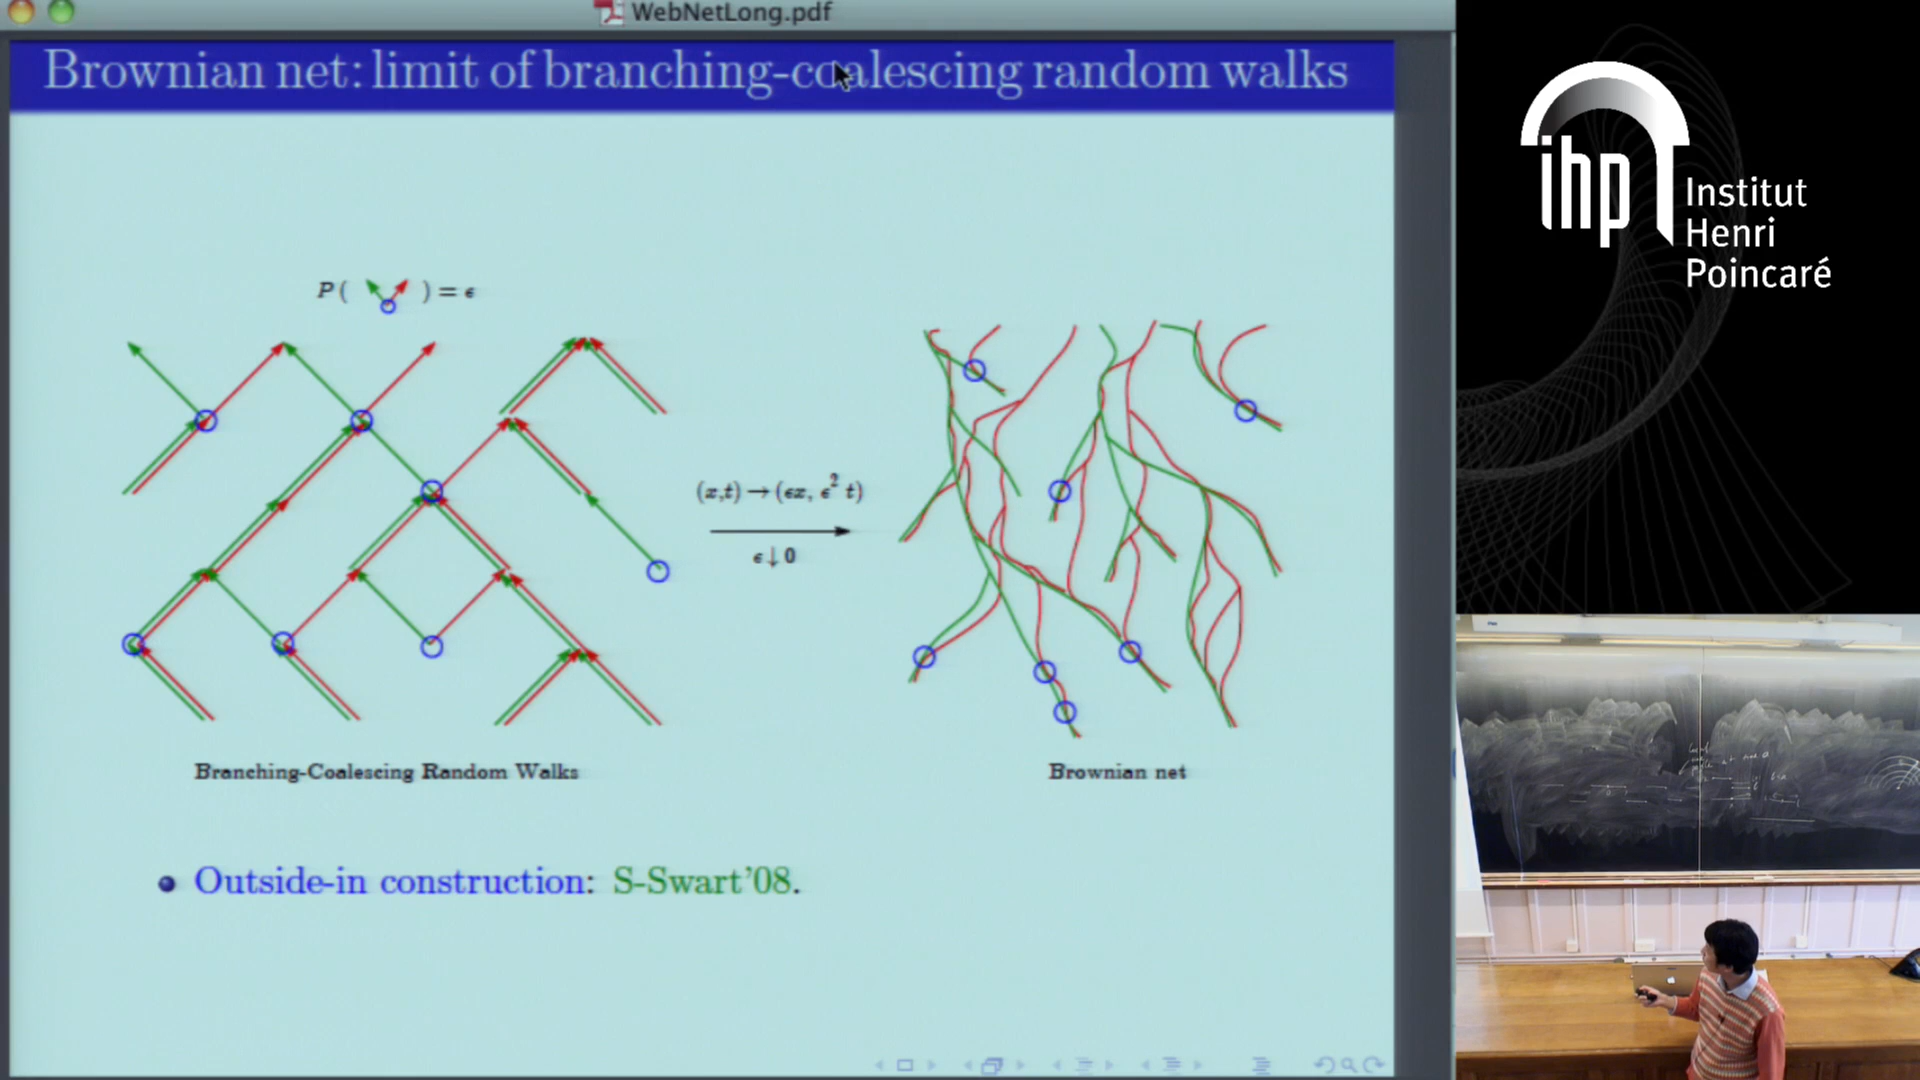 WebNetLong.pdf
Brownian net: limit of branching-coalescing random walks
P( ) = ϵ
(x,t) → (ϵx, ϵ² t)
ϵ↓0
Branching-Coalescing Random Walks
Brownian net
Outside-in construction: S-Swart'08.
ihp
Institut
Henri
Poincaré